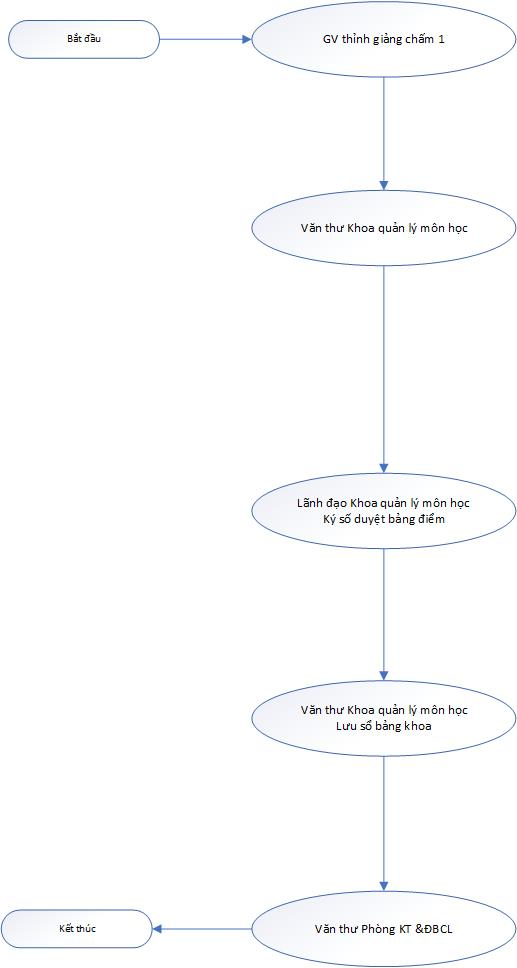 Bắt đầu
GV thỉnh giảng chấm 1
Văn thư Khoa quản lý môn học
Lãnh đạo Khoa quản lý môn học
Ký số duyệt bảng điểm
Văn thư Khoa quản lý môn học
Lưu sổ bảng khoa
Văn thư Phòng KT &ĐBCL
Kết thúc